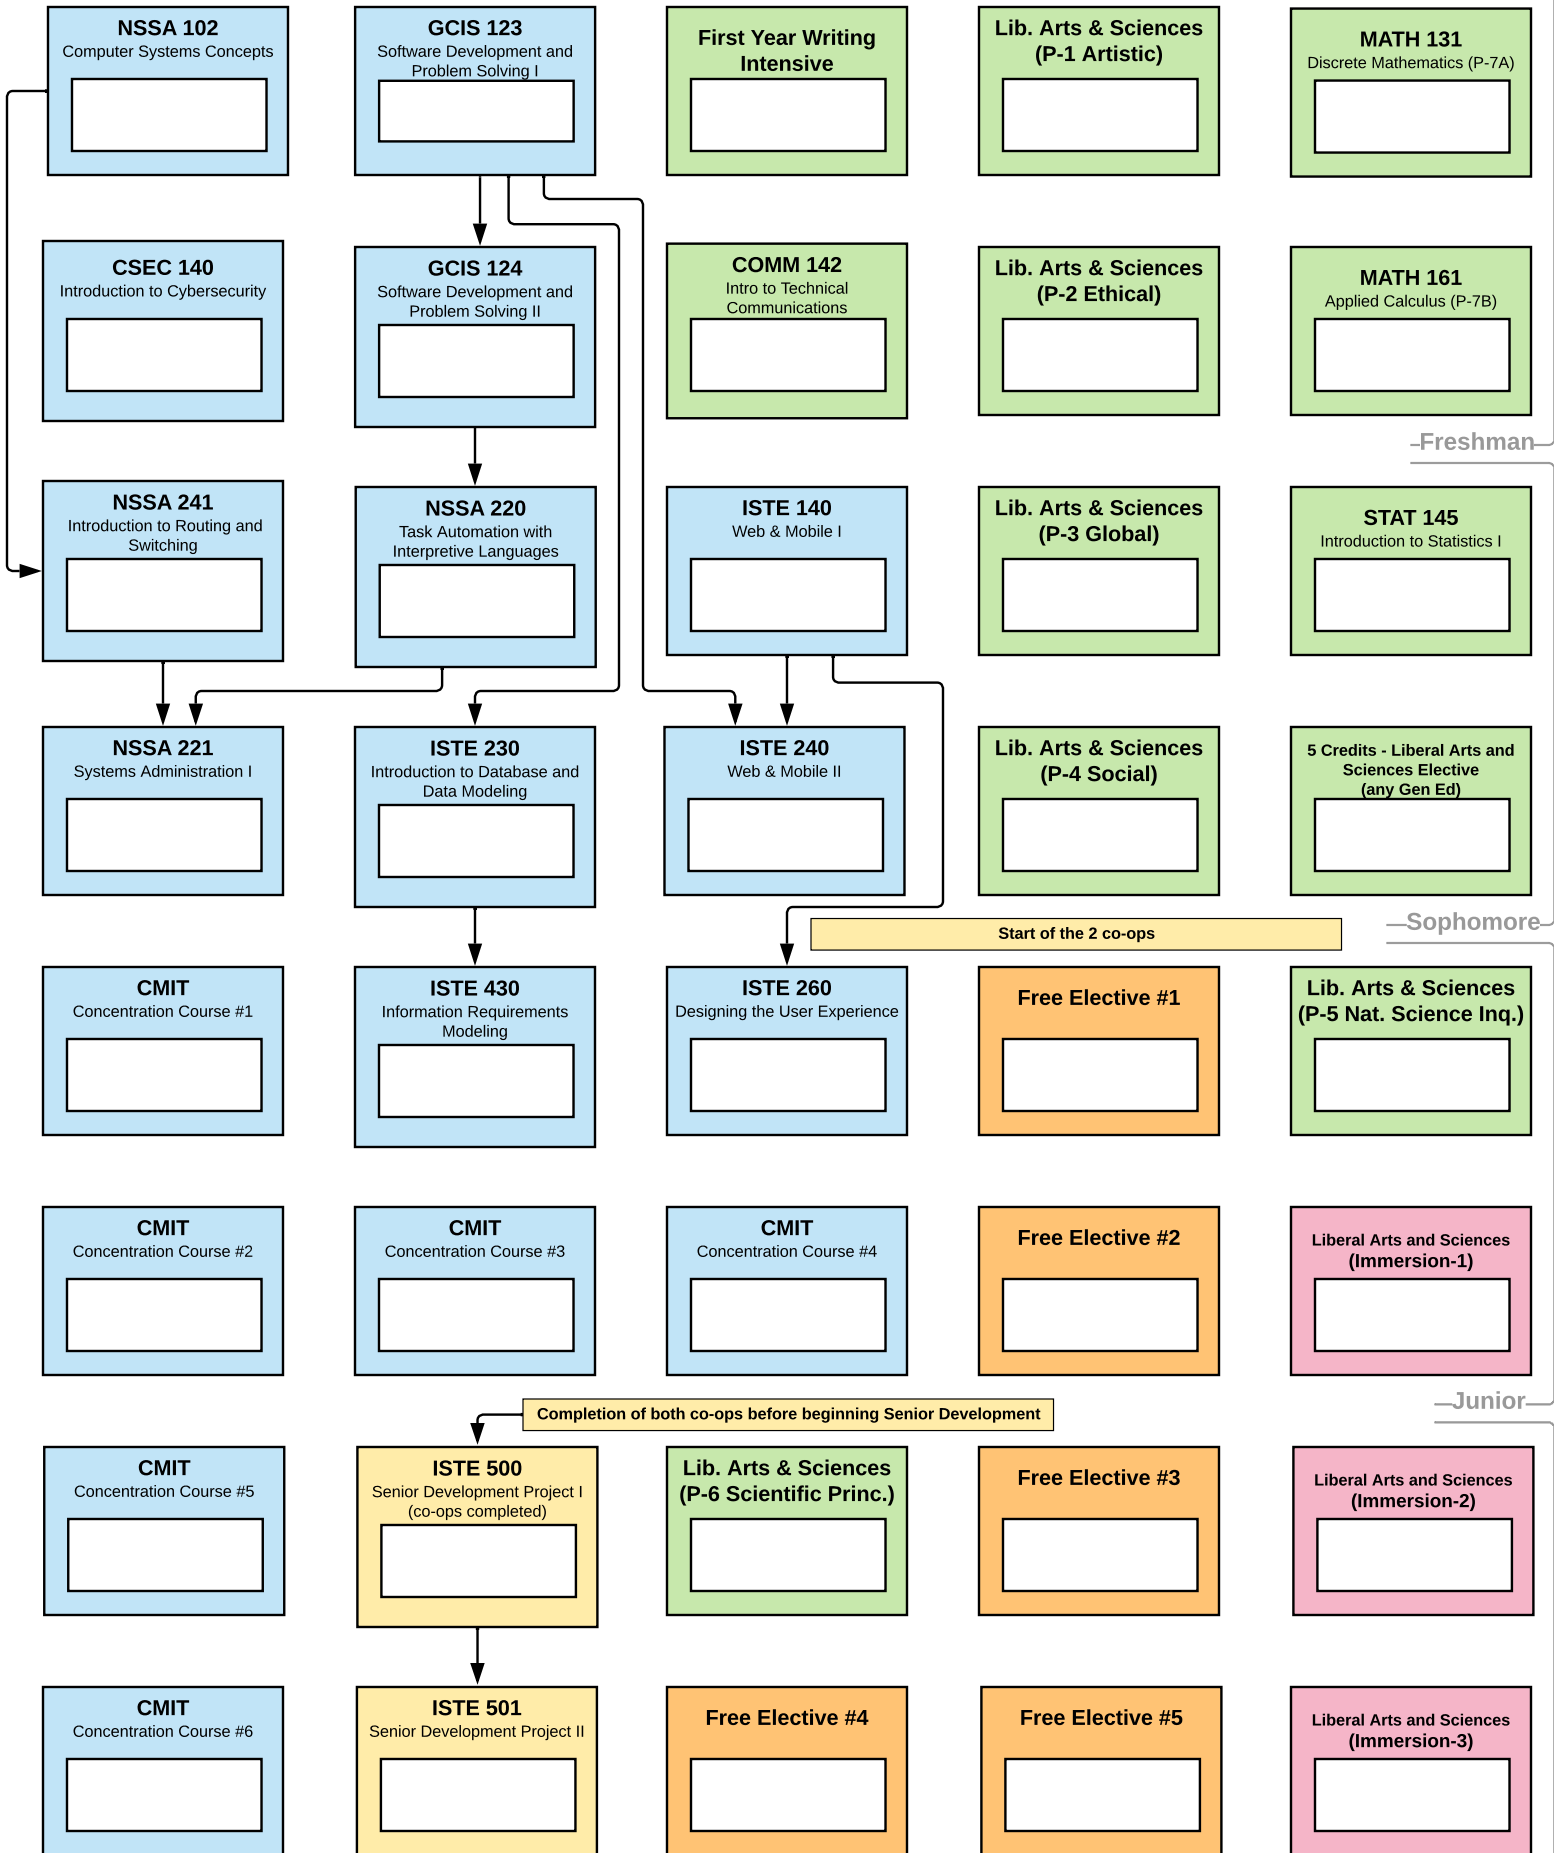 NSSA 102
Computer Systems Concepts
GCIS 123
Software Development and
Problem Solving I
First Year Writing
Intensive
Lib. Arts & Sciences
(P-1 Artistic)
MATH 131
Discrete Mathematics (P-7A)
CSEC 140
Introduction to Cybersecurity
GCIS 124
Software Development and
Problem Solving II
COMM 142
Intro to Technical
Communications
Lib. Arts & Sciences
(P-2 Ethical)
MATH 161
Applied Calculus (P-7B)
Freshman
NSSA 241
Introduction to Routing and
Switching
NSSA 220
Task Automation with
Interpretive Languages
ISTE 140
Web & Mobile I
Lib. Arts & Sciences
(P-3 Global)
STAT 145
Introduction to Statistics I
NSSA 221
Systems Administration I
ISTE 230
Introduction to Database and
Data Modeling
ISTE 240
Web & Mobile II
Lib. Arts & Sciences
(P-4 Social)
5 Credits - Liberal Arts and
Sciences Elective
(any Gen Ed)
Sophomore
Start of the 2 co-ops
CMIT
Concentration Course #1
ISTE 430
Information Requirements
Modeling
ISTE 260
Designing the User Experience
Free Elective #1
Lib. Arts & Sciences
(P-5 Nat. Science Inq.)
CMIT
Concentration Course #2
CMIT
Concentration Course #3
CMIT
Concentration Course #4
Free Elective #2
Liberal Arts and Sciences
(Immersion-1)
Junior
Completion of both co-ops before beginning Senior Development
CMIT
Concentration Course #5
ISTE 500
Senior Development Project I
(co-ops completed)
Lib. Arts & Sciences
(P-6 Scientific Princ.)
Free Elective #3
Liberal Arts and Sciences
(Immersion-2)
CMIT
Concentration Course #6
ISTE 501
Senior Development Project II
Free Elective #4
Free Elective #5
Liberal Arts and Sciences
(Immersion-3)